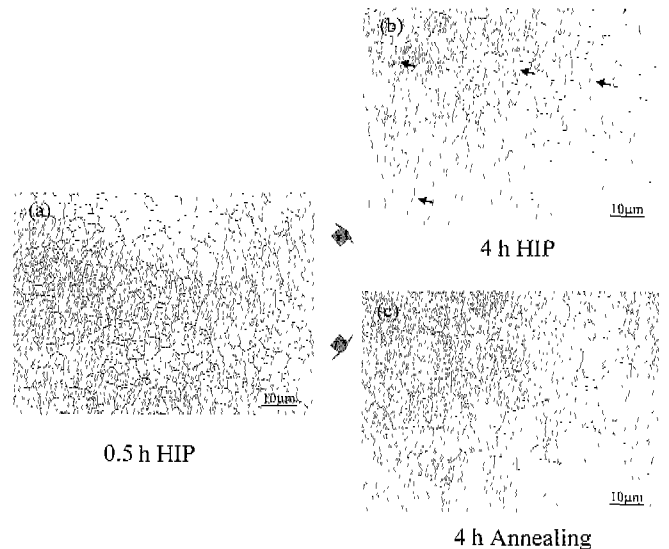 (b)
10μm
4 h HIP
(a)
10μm
0.5 h HIP
(c)
10μm
4 h Annealing